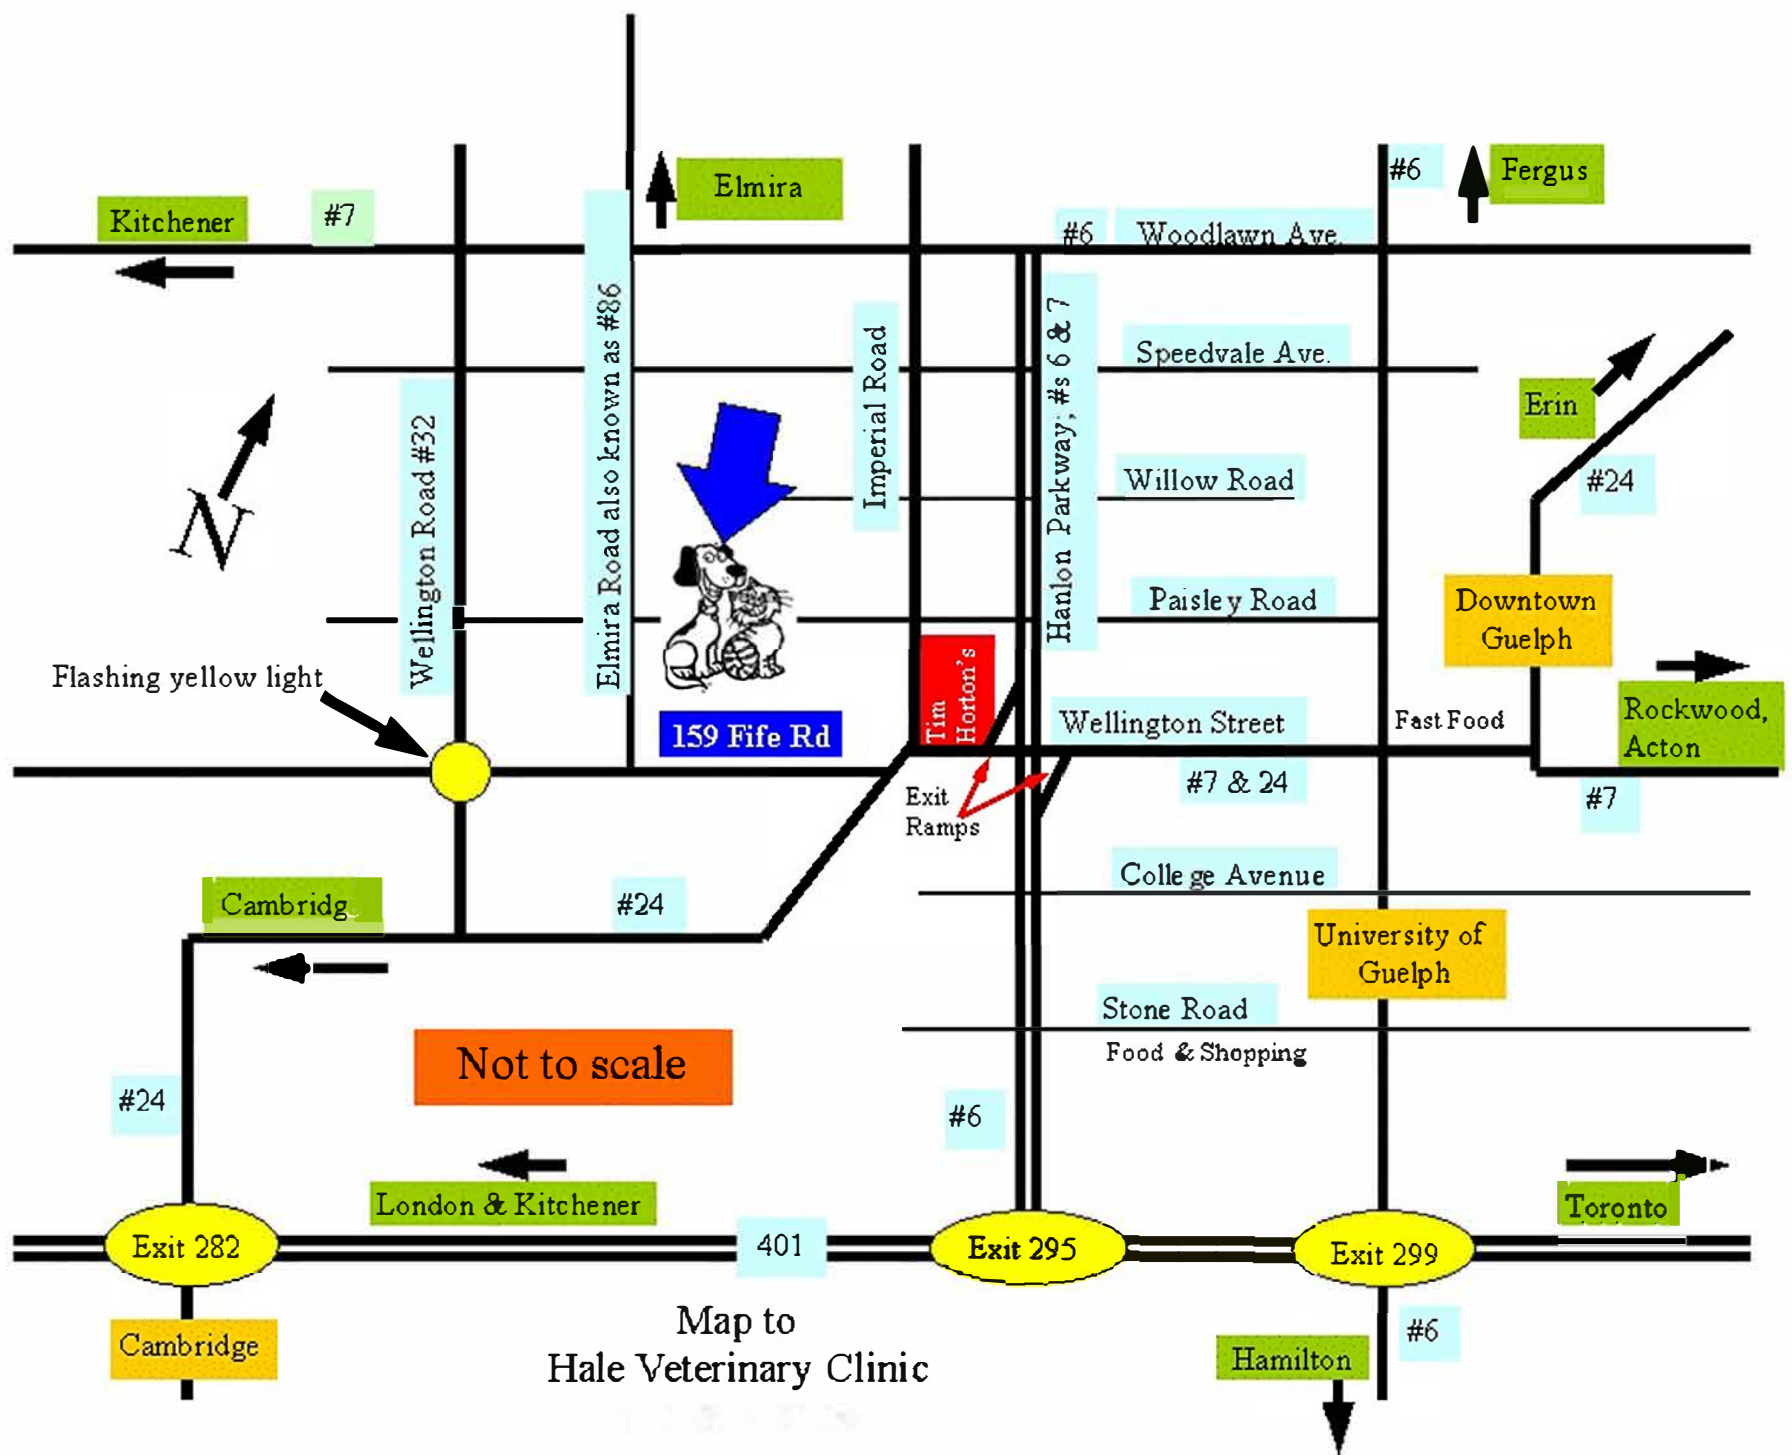 #6
Fergus
Elmira
Kitchener
#7
#6
Woodlawn Ave.
Elmira Road also known as #86
Imperial Road
Hanlon Parkway; #s 6 & 7
Speedvale Ave.
Erin
#24
Wellington Road #32
N
Willow Road
Paisley Road
Downtown
Guelph
Flashing yellow light
Tim
Horton's
159 Fife Rd
Wellington Street
Fast Food
Rockwood,
Acton
#7 & 24
#7
Exit
Ramps
College Avenue
Cambridg
#24
University of
Guelph
Stone Road
Food & Shopping
Not to scale
#24
#6
London & Kitchener
Toronto
Exit 282
401
Exit 295
Exit 299
Cambridge
Map to
Hale Veterinary Clinic
#6
Hamilton